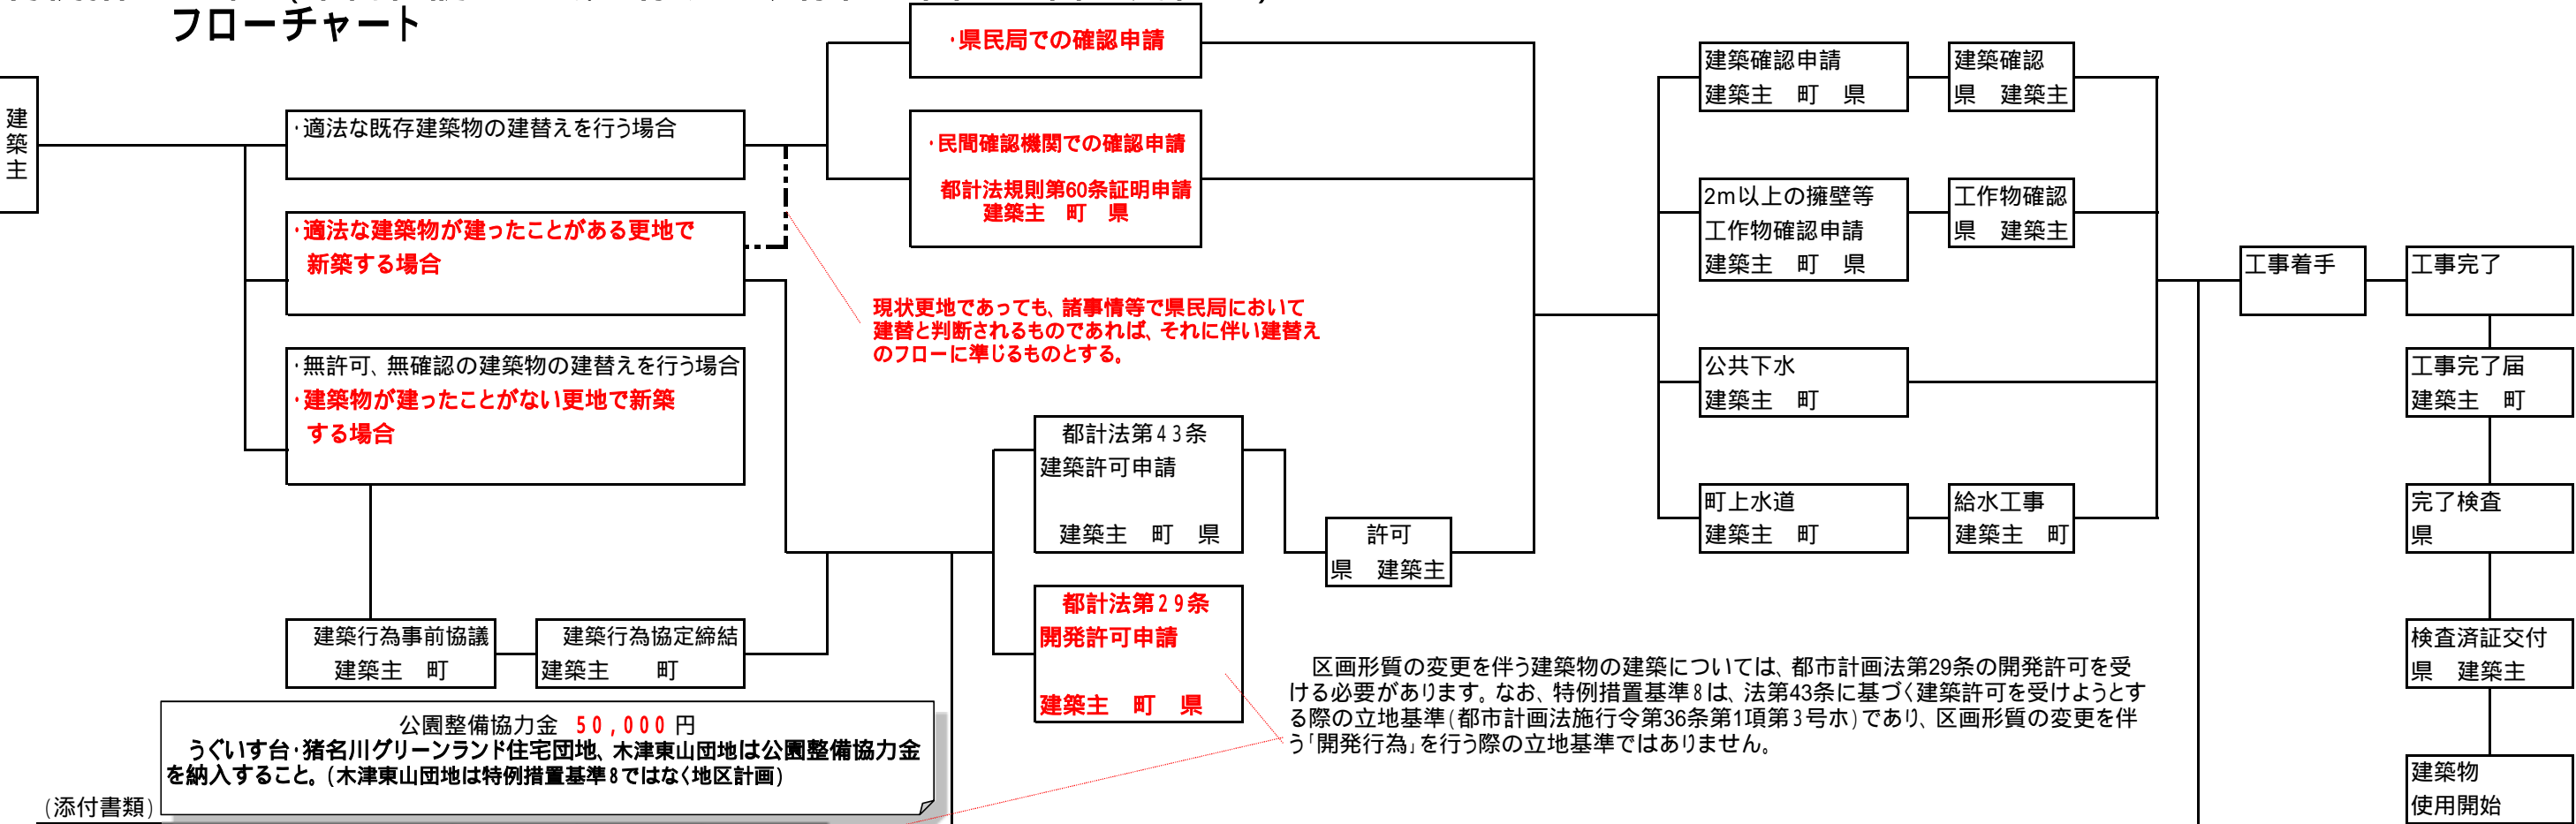 フローチャート
建築主
・適法な既存建築物の建替えを行う場合
・適法な建築物が建ったことがある更地で
新築する場合
・無許可、無確認の建築物の建替えを行う場合
・建築物が建ったことがない更地で新築
する場合
建築行為事前協議
建築主　町
建築行為協定締結
建築主　　町
公園整備協力金　50,000 円
うぐいす台・猪名川グリーンランド住宅団地、木津東山団地は公園整備協力金
を納入すること。(木津東山団地は特例措置基準8ではなく地区計画)
(添付書類)
・県民局での確認申請
・民間確認機関での確認申請
都計法規則第60条証明申請
建築主　町　県
現状更地であっても、諸事情等で県民局において
建替と判断されるものであれば、それに伴い建替え
のフローに準じるものとする。
都計法第43条
建築許可申請
建築主　町　県
都計法第29条
開発許可申請
建築主　町　県
許可
県　建築主
区画形質の変更を伴う建築物の建築については、都市計画法第29条の開発許可を受
ける必要があります。なお、特例措置基準8は、法第43条に基づく建築許可を受けようとす
る際の立地基準(都市計画法施行令第36条第1項第3号ホ)であり、区画形質の変更を伴
う「開発行為」を行う際の立地基準ではありません。
建築確認申請
建築主　町　県
建築確認
県　建築主
2m以上の擁壁等
工作物確認申請
建築主　町　県
工作物確認
県　建築主
公共下水
建築主　町
町上水道
建築主　町
給水工事
建築主　町
工事着手
工事完了
工事完了届
建築主　町
完了検査
県
検査済証交付
県　建築主
建築物
使用開始